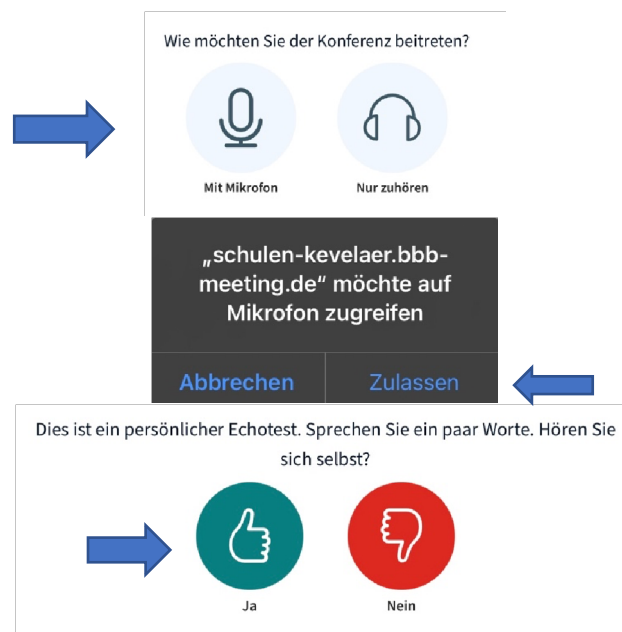 Wie möchten Sie der Konferenz beitreten?
Mit Mikrofon Nur zuhören
„schulen-kevelaer.bbb-
meeting.de“ möchte auf
Mikrofon zugreifen
Abbrechen Zulassen
Dies ist ein persönlicher Echotest. Sprechen Sie ein paar Worte. Hören Sie
sich selbst?
Ja Nein